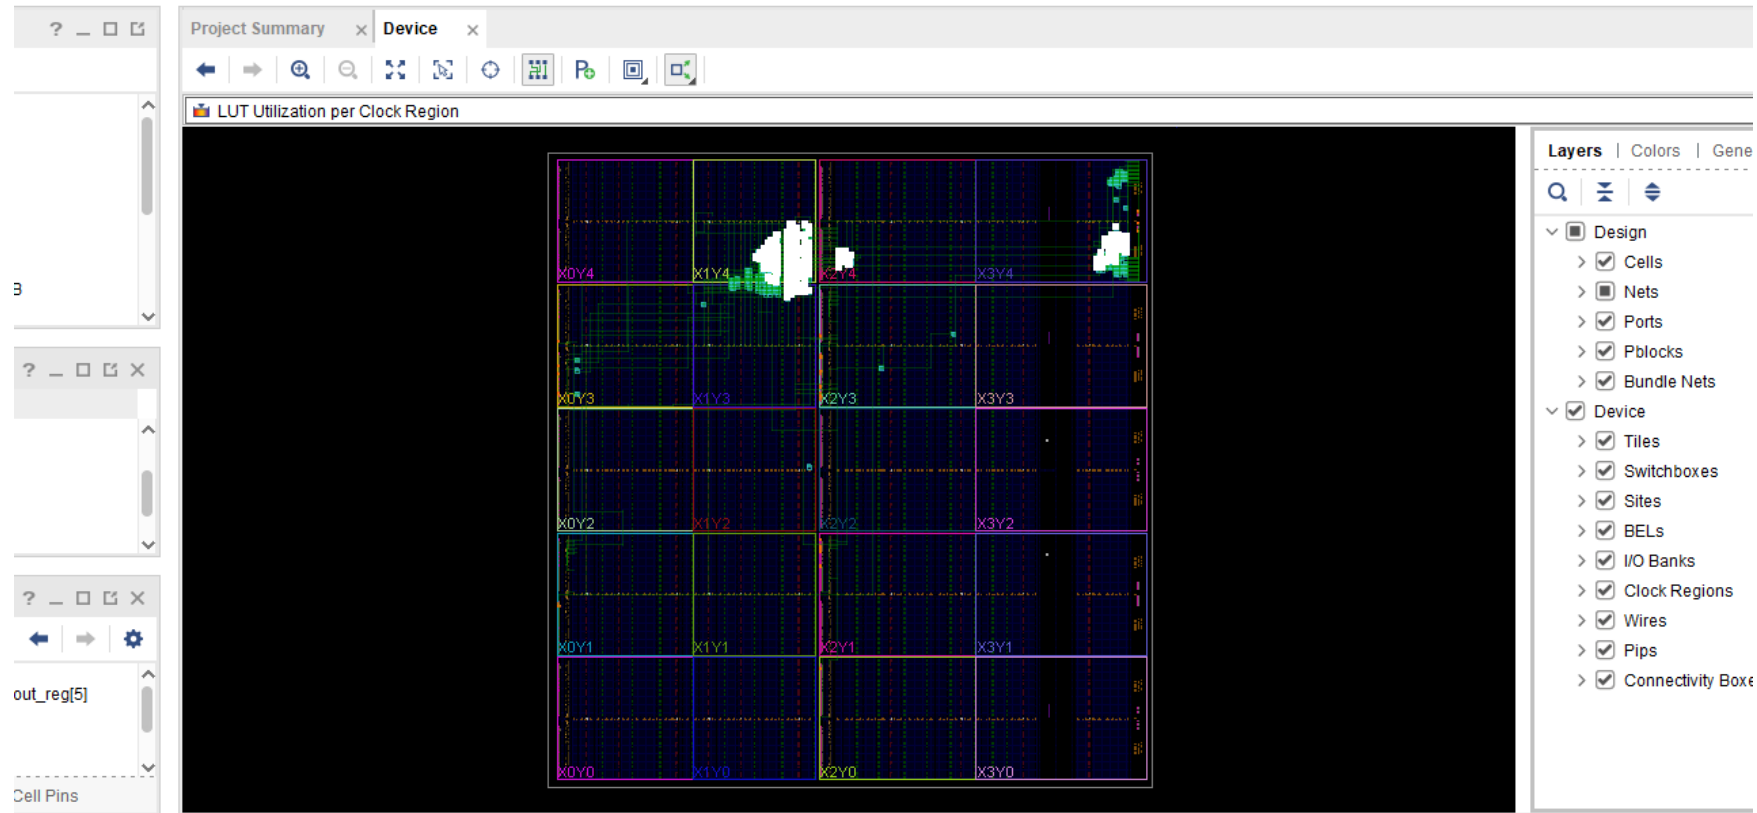 Project Summary
Device
LUT Utilization per Clock Region
B
out_reg[5]
Cell Pins
X0Y4
X1Y4
X2Y4
X3Y4
X0Y3
X1Y3
X2Y3
X3Y3
X0Y2
X1Y2
X2Y2
X3Y2
X0Y1
X1Y1
X2Y1
X3Y1
X0Y0
X1Y0
X2Y0
X3Y0
Layers | Colors | Gene
Design
Cells
Nets
Ports
Pblocks
Bundle Nets
Device
Tiles
Switchboxes
Sites
BELs
I/O Banks
Clock Regions
Wires
Pips
Connectivity Boxe